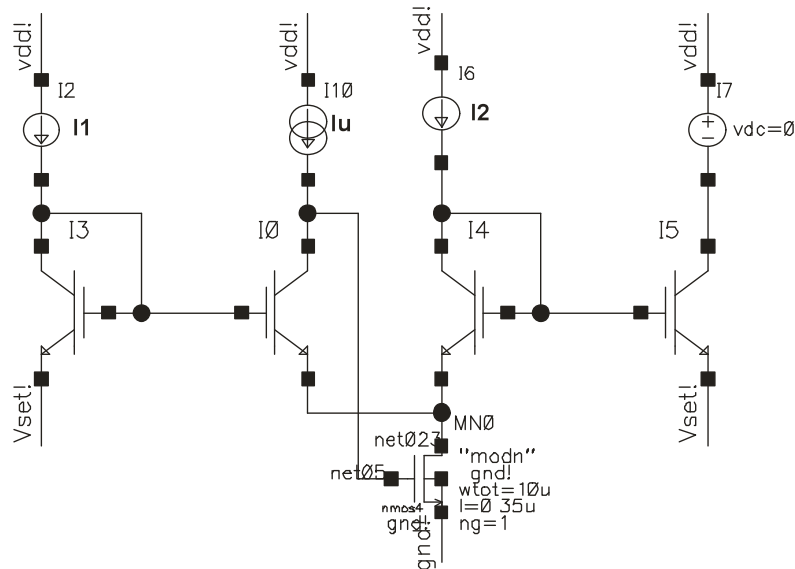 vdd!
vdd!
vdd!
vdd!
I2
I10
I6
I7
I1
Iu
I2
vdc=0
I3
I0
I4
I5
Vset!
Vset!
MN0
net023
"modn"
net05
gnd!
wtot=10u
nmos4
l=0 35u
gnd!
ng=1
gnd!